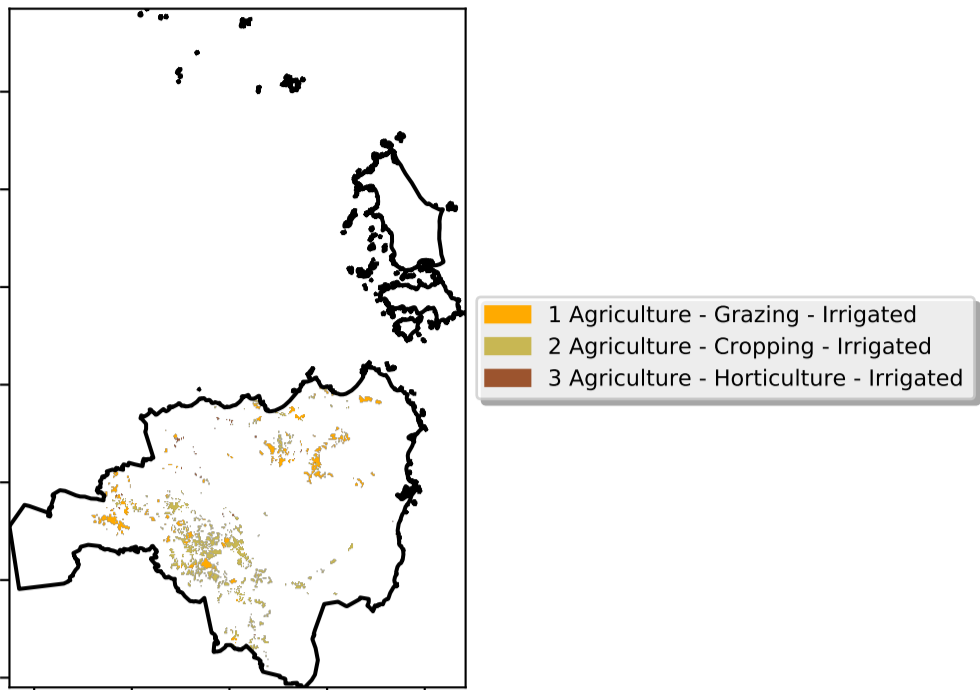 1 Agriculture - Grazing - Irrigated
2 Agriculture - Cropping - Irrigated
3 Agriculture - Horticulture - Irrigated